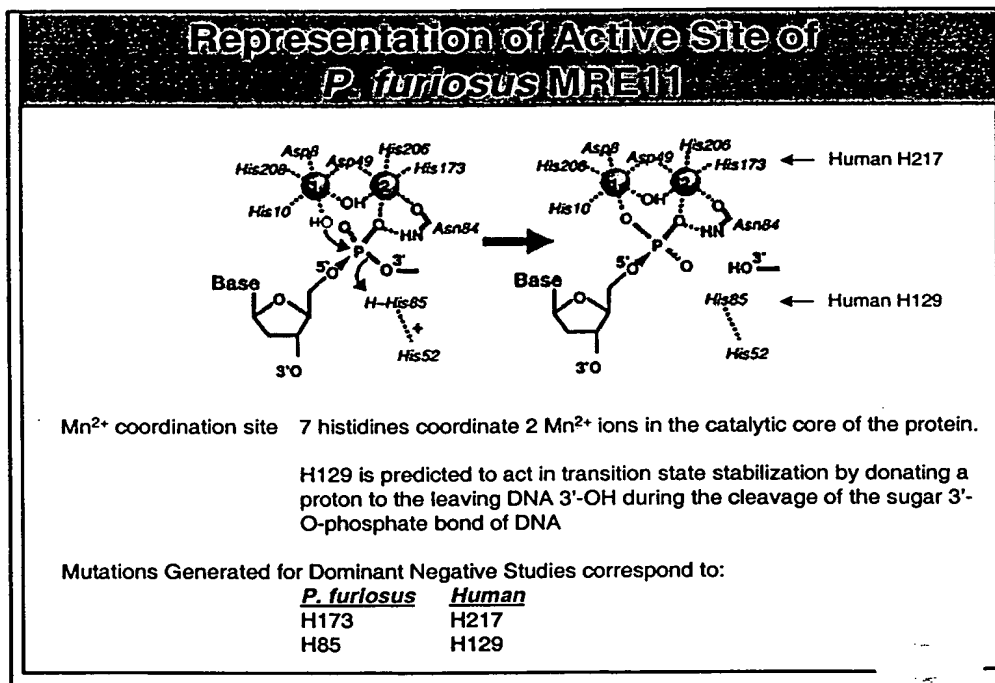 Representation of Active Site of
P. furiosus MRE11
Asp8
His208
Asp49
His206
His173
1
2
OH
His10
HO
O
O
HN
Asn84
P
5'
O
O
3'
Base
O
H-His85
+
His52
3'O
Asp8
His206
Asp49
His206
His173
Human H217
1
2
OH
His10
O
O
O
HN
Asn84
P
5'
O
O
HO
3'
Base
O
His85
Human H129
His52
3'O
Mn2+ coordination site 7 histidines coordinate 2 Mn2+ ions in the catalytic core of the protein.
H129 is predicted to act in transition state stabilization by donating a
proton to the leaving DNA 3'-OH during the cleavage of the sugar 3'-
O-phosphate bond of DNA
Mutations Generated for Dominant Negative Studies correspond to:
P. furiosus Human
H173 H217
H85 H129